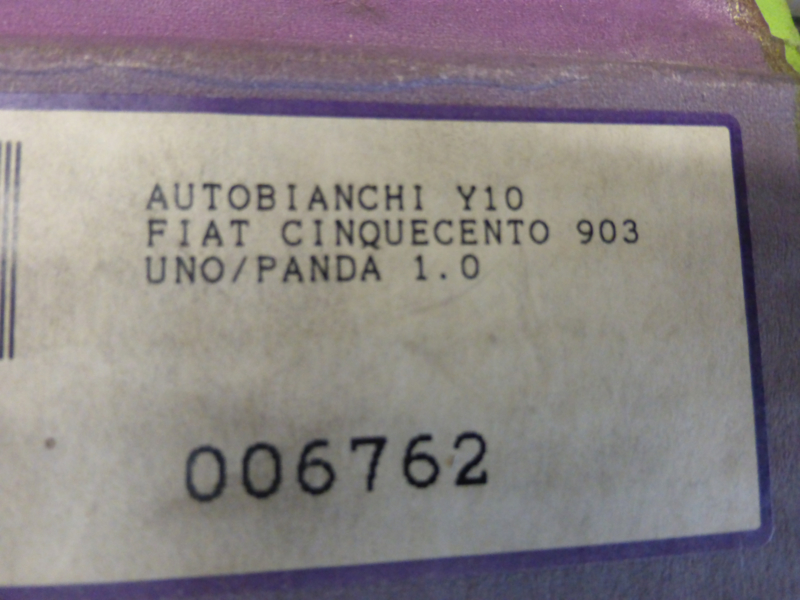 AUTOBIANCHI Y10
FIAT CINQUECENTO 903
UNO/PANDA 1.0
006762